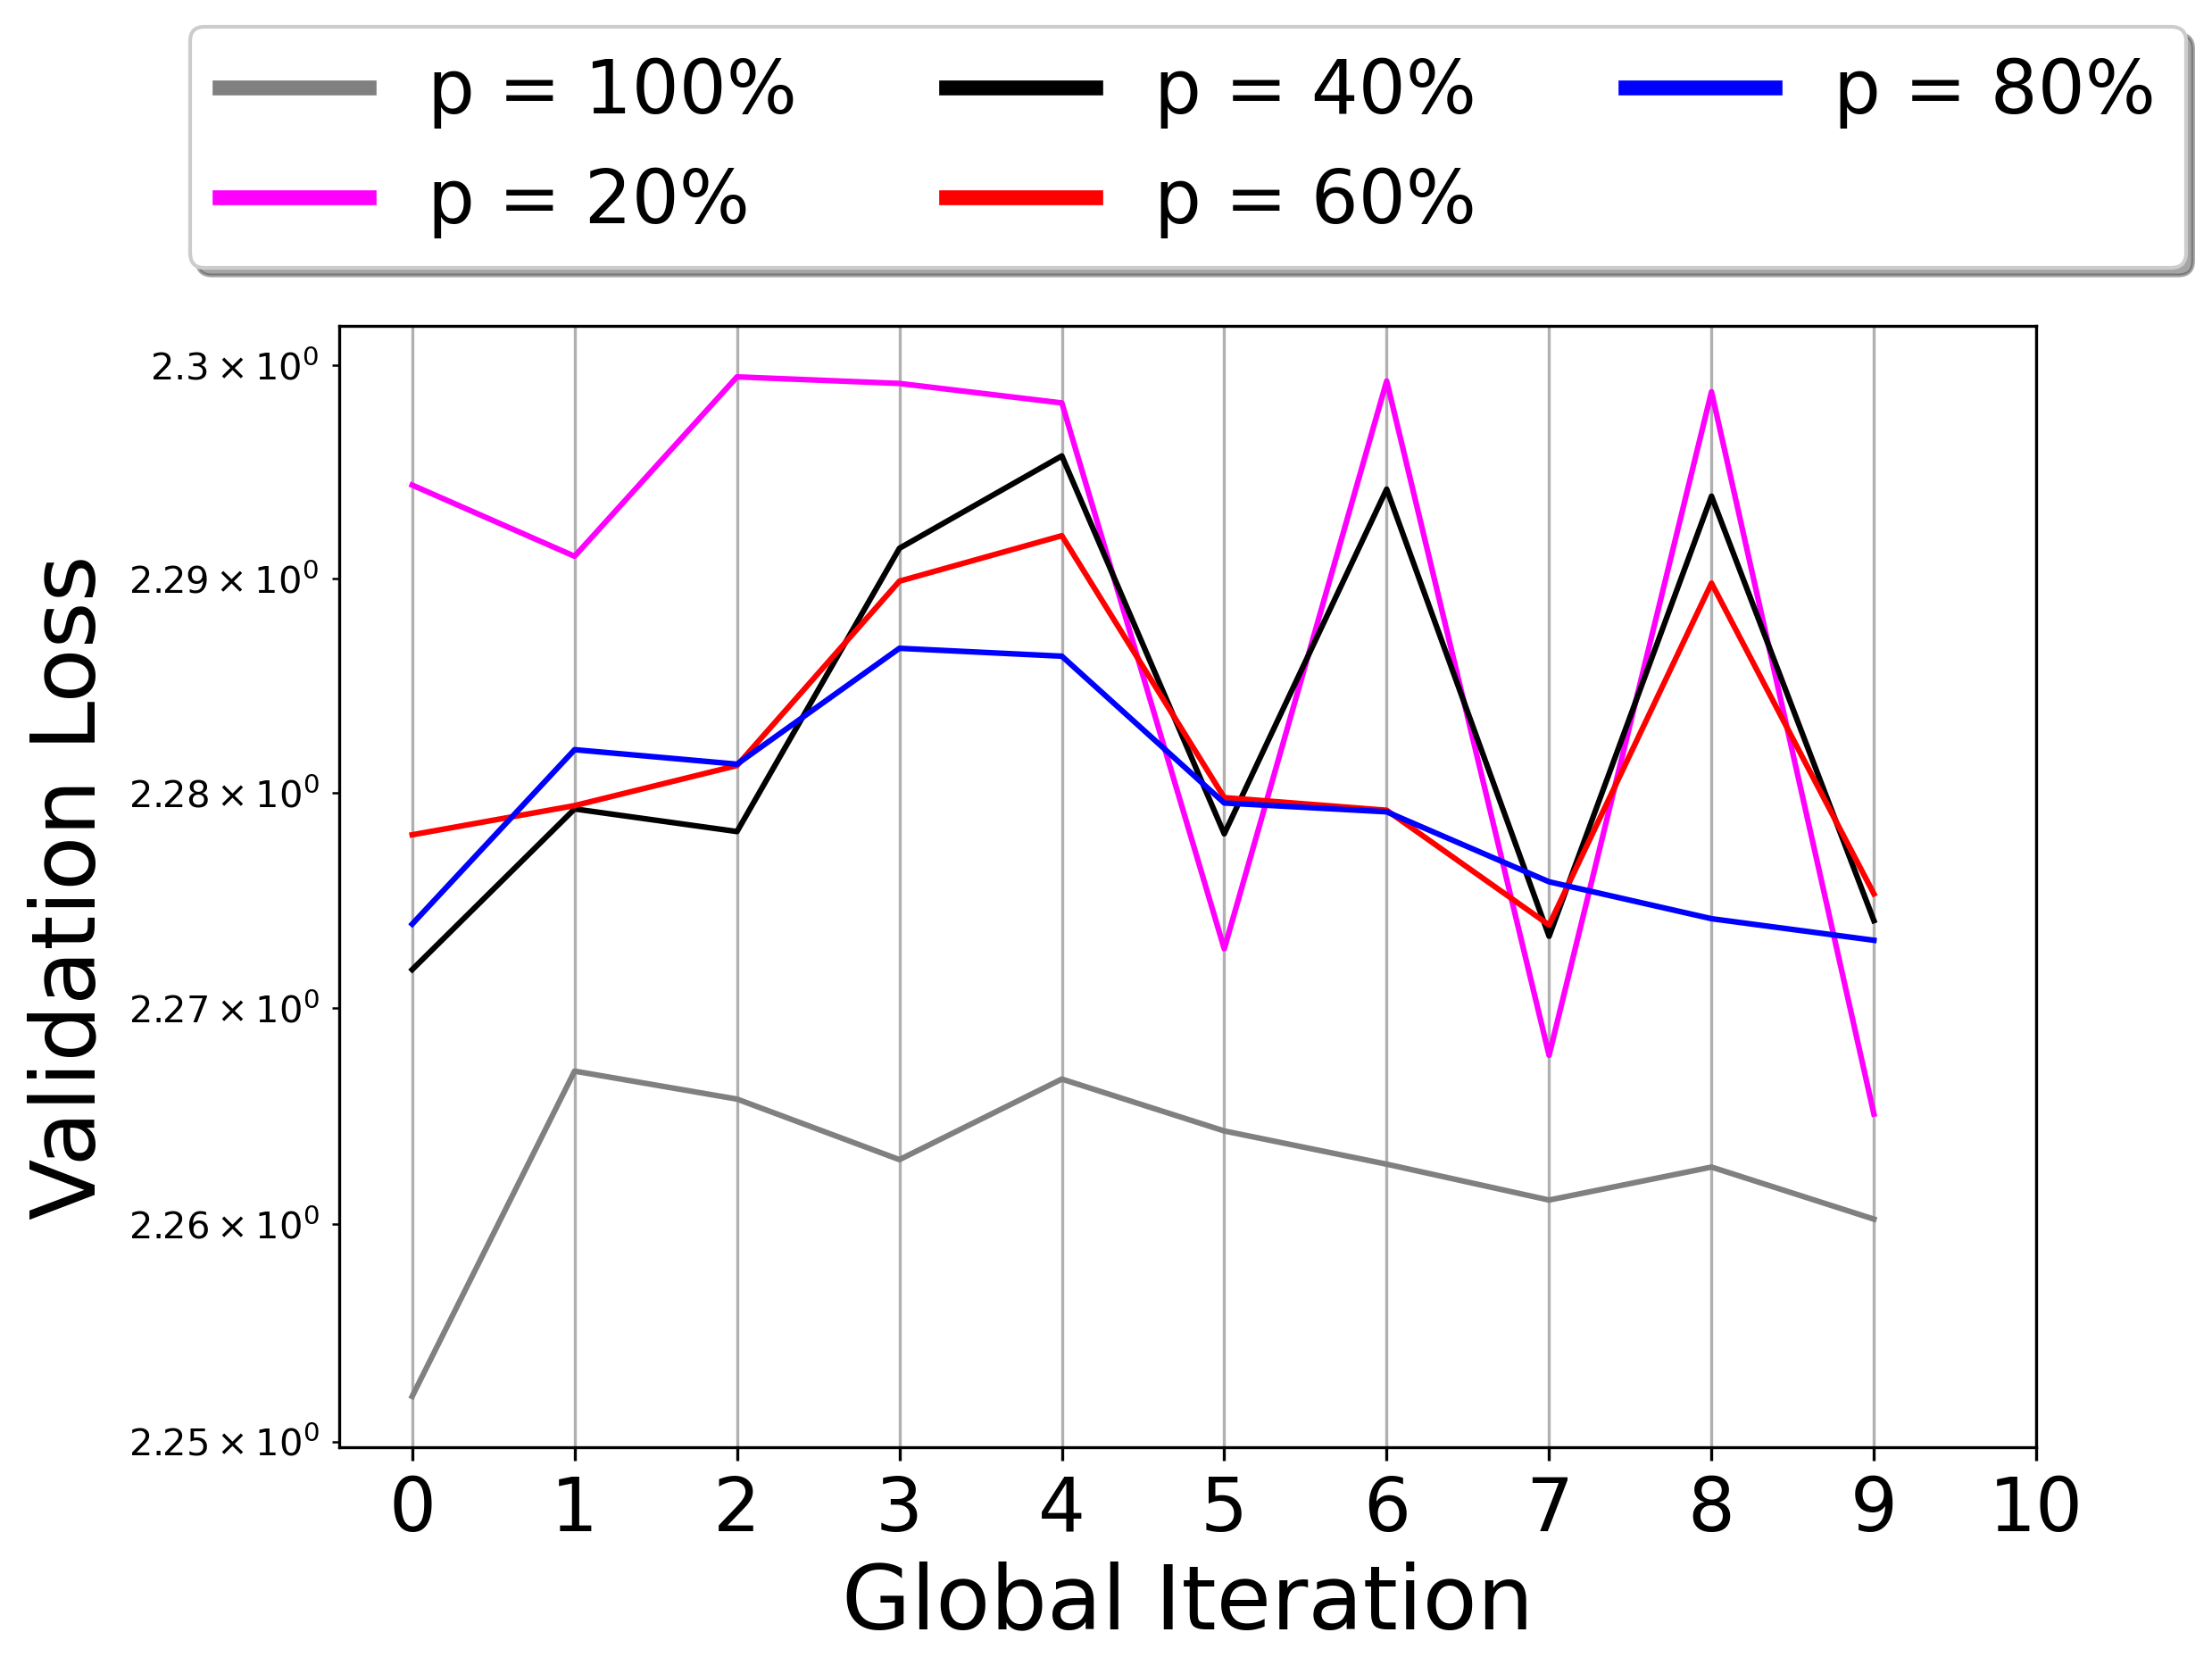 p = 100% p = 40% p = 80%
p = 20% p = 60%
2.3 × 10⁰
2.29 × 10⁰
2.28 × 10⁰
2.27 × 10⁰
2.26 × 10⁰
2.25 × 10⁰
Validation Loss
0 1 2 3 4 5 6 7 8 9 10
Global Iteration